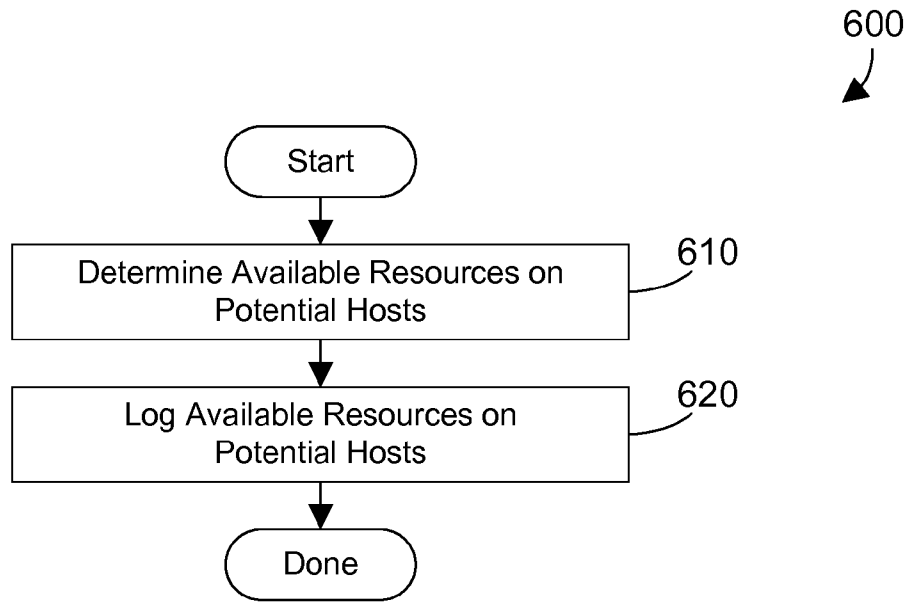 600
Start
Determine Available Resources on
Potential Hosts
610
Log Available Resources on
Potential Hosts
620
Done